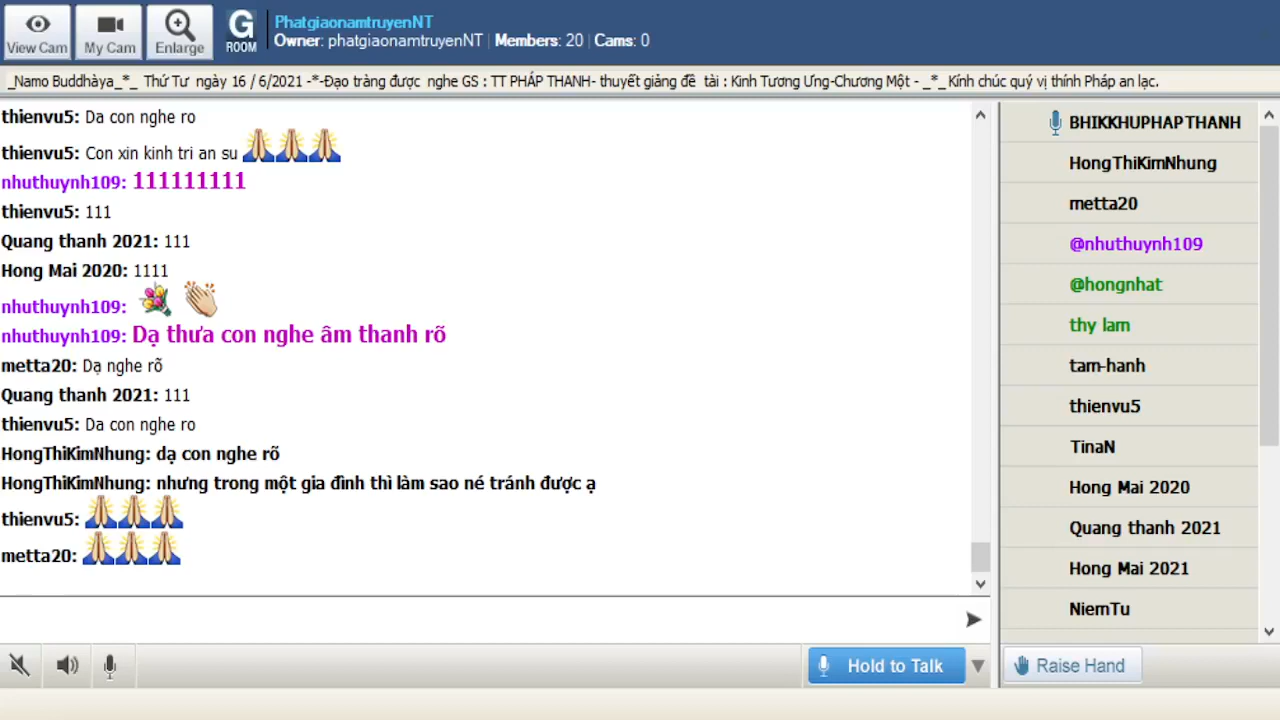 View Cam
My Cam
Enlarge
G
ROOM
PhatgiaonamtruyenNT
Owner: phatgiaonamtruyenNT | Members: 20 | Cams: 0
_Namo Buddhàya_*_ Thứ Tư ngày 16 / 6/2021 -*-Đạo tràng được nghe GS : TT PHÁP THANH- thuyết giảng đề tài : Kinh Tương Ưng-Chương Một - _*_ Kính chúc quý vị thính Pháp an lạc.
thienvu5: Da con nghe ro
thienvu5: Con xin kinh tri an su 🙏🙏🙏
nhuthuynh109: 111111111
thienvu5: 111
Quang thanh 2021: 111
Hong Mai 2020: 1111
nhuthuynh109: 💐 👏
nhuthuynh109: Dạ thưa con nghe âm thanh rõ
metta20: Dạ nghe rõ
Quang thanh 2021: 111
thienvu5: Da con nghe ro
HongThiKimNhung: dạ con nghe rõ
HongThiKimNhung: nhưng trong một gia đình thì làm sao né tránh được ạ
thienvu5: 🙏🙏🙏
metta20: 🙏🙏🙏
BHIKKHUPHAPTHANH
HongThiKimNhung
metta20
@nhuthuynh109
@hongnhat
thy lam
tam-hanh
thienvu5
TinaN
Hong Mai 2020
Quang thanh 2021
Hong Mai 2021
NiemTu
Hold to Talk
Raise Hand